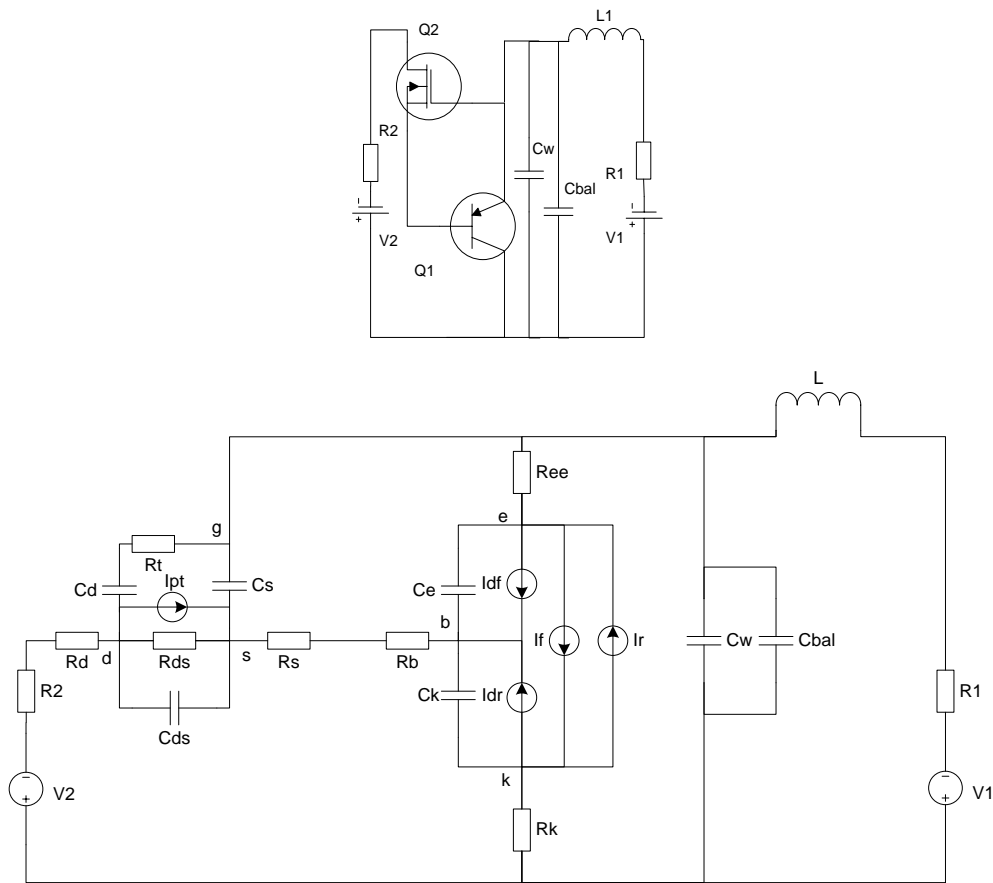 L1
Q2
R2
Cw
R1
Cbal
V2
V1
Q1
L
Ree
g
e
Rt
Cd
Ipt
Cs
Ce
Idf
b
If
Ir
Cw
Cbal
Rd
d
Rds
s
Rs
Rb
R2
Ck
Idr
R1
Cds
k
V2
V1
Rk
− +
− +
− +
− +